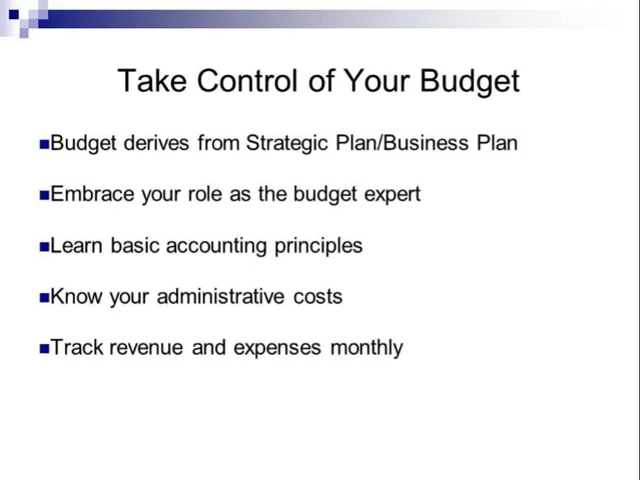 Take Control of Your Budget
Budget derives from Strategic Plan/Business Plan
Embrace your role as the budget expert
Learn basic accounting principles
Know your administrative costs
Track revenue and expenses monthly